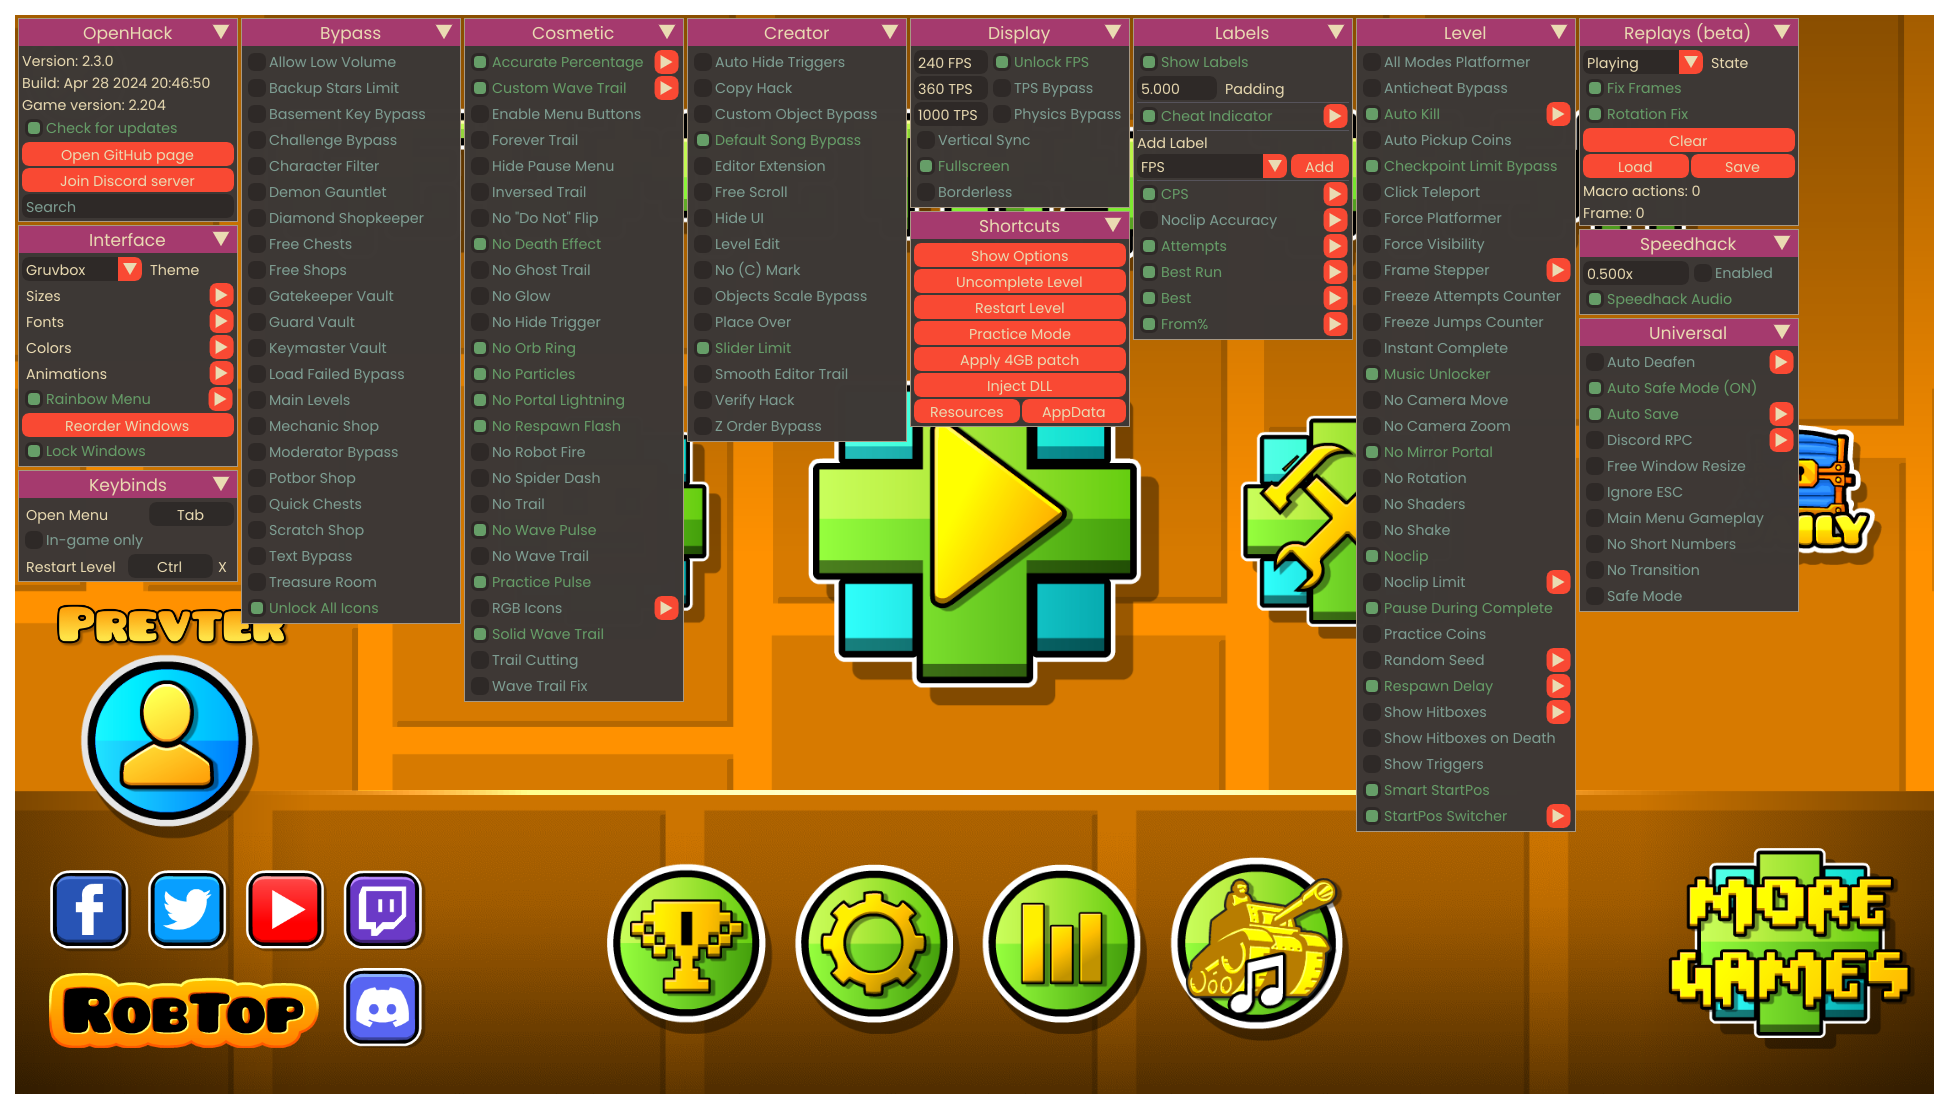 OpenHack
Version: 2.3.0
Build: Apr 28 2024 20:46:50
Game version: 2.204
Check for updates
Open GitHub page
Join Discord server
Search
Interface
Gruvbox Theme
Sizes
Fonts
Colors
Animations
Rainbow Menu
Reorder Windows
Lock Windows
Keybinds
Open Menu Tab
In-game only
Restart Level Ctrl X
Bypass
Allow Low Volume
Backup Stars Limit
Basement Key Bypass
Challenge Bypass
Character Filter
Demon Gauntlet
Diamond Shopkeeper
Free Chests
Free Shops
Gatekeeper Vault
Guard Vault
Keymaster Vault
Load Failed Bypass
Main Levels
Mechanic Shop
Moderator Bypass
Potbor Shop
Quick Chests
Scratch Shop
Text Bypass
Treasure Room
Unlock All Icons
Cosmetic
Accurate Percentage
Custom Wave Trail
Enable Menu Buttons
Forever Trail
Hide Pause Menu
Inversed Trail
No "Do Not" Flip
No Death Effect
No Ghost Trail
No Glow
No Hide Trigger
No Orb Ring
No Particles
No Portal Lightning
No Respawn Flash
No Robot Fire
No Spider Dash
No Trail
No Wave Pulse
No Wave Trail
Practice Pulse
RGB Icons
Solid Wave Trail
Trail Cutting
Wave Trail Fix
Creator
Auto Hide Triggers
Copy Hack
Custom Object Bypass
Default Song Bypass
Editor Extension
Free Scroll
Hide UI
Level Edit
No (C) Mark
Objects Scale Bypass
Place Over
Slider Limit
Smooth Editor Trail
Verify Hack
Z Order Bypass
Display
240 FPS Unlock FPS
360 TPS TPS Bypass
1000 TPS Physics Bypass
Vertical Sync
Fullscreen
Borderless
Shortcuts
Show Options
Uncomplete Level
Restart Level
Practice Mode
Apply 4GB patch
Inject DLL
Resources AppData
Labels
Show Labels
5.000 Padding
Cheat Indicator
Add Label
FPS Add
CPS
Noclip Accuracy
Attempts
Best Run
Best
From%
Level
All Modes Platformer
Anticheat Bypass
Auto Kill
Auto Pickup Coins
Checkpoint Limit Bypass
Click Teleport
Force Platformer
Force Visibility
Frame Stepper
Freeze Attempts Counter
Freeze Jumps Counter
Instant Complete
Music Unlocker
No Camera Move
No Camera Zoom
No Mirror Portal
No Rotation
No Shaders
No Shake
Noclip
Noclip Limit
Pause During Complete
Practice Coins
Random Seed
Respawn Delay
Show Hitboxes
Show Hitboxes on Death
Show Triggers
Smart StartPos
StartPos Switcher
Replays (beta)
Playing State
Fix Frames
Rotation Fix
Clear
Load Save
Macro actions: 0
Frame: 0
Speedhack
0.500x Enabled
Speedhack Audio
Universal
Auto Deafen
Auto Safe Mode (ON)
Auto Save
Discord RPC
Free Window Resize
Ignore ESC
Main Menu Gameplay
No Short Numbers
No Transition
Safe Mode
PREVTER
ROBTOP
MORE
GAMES